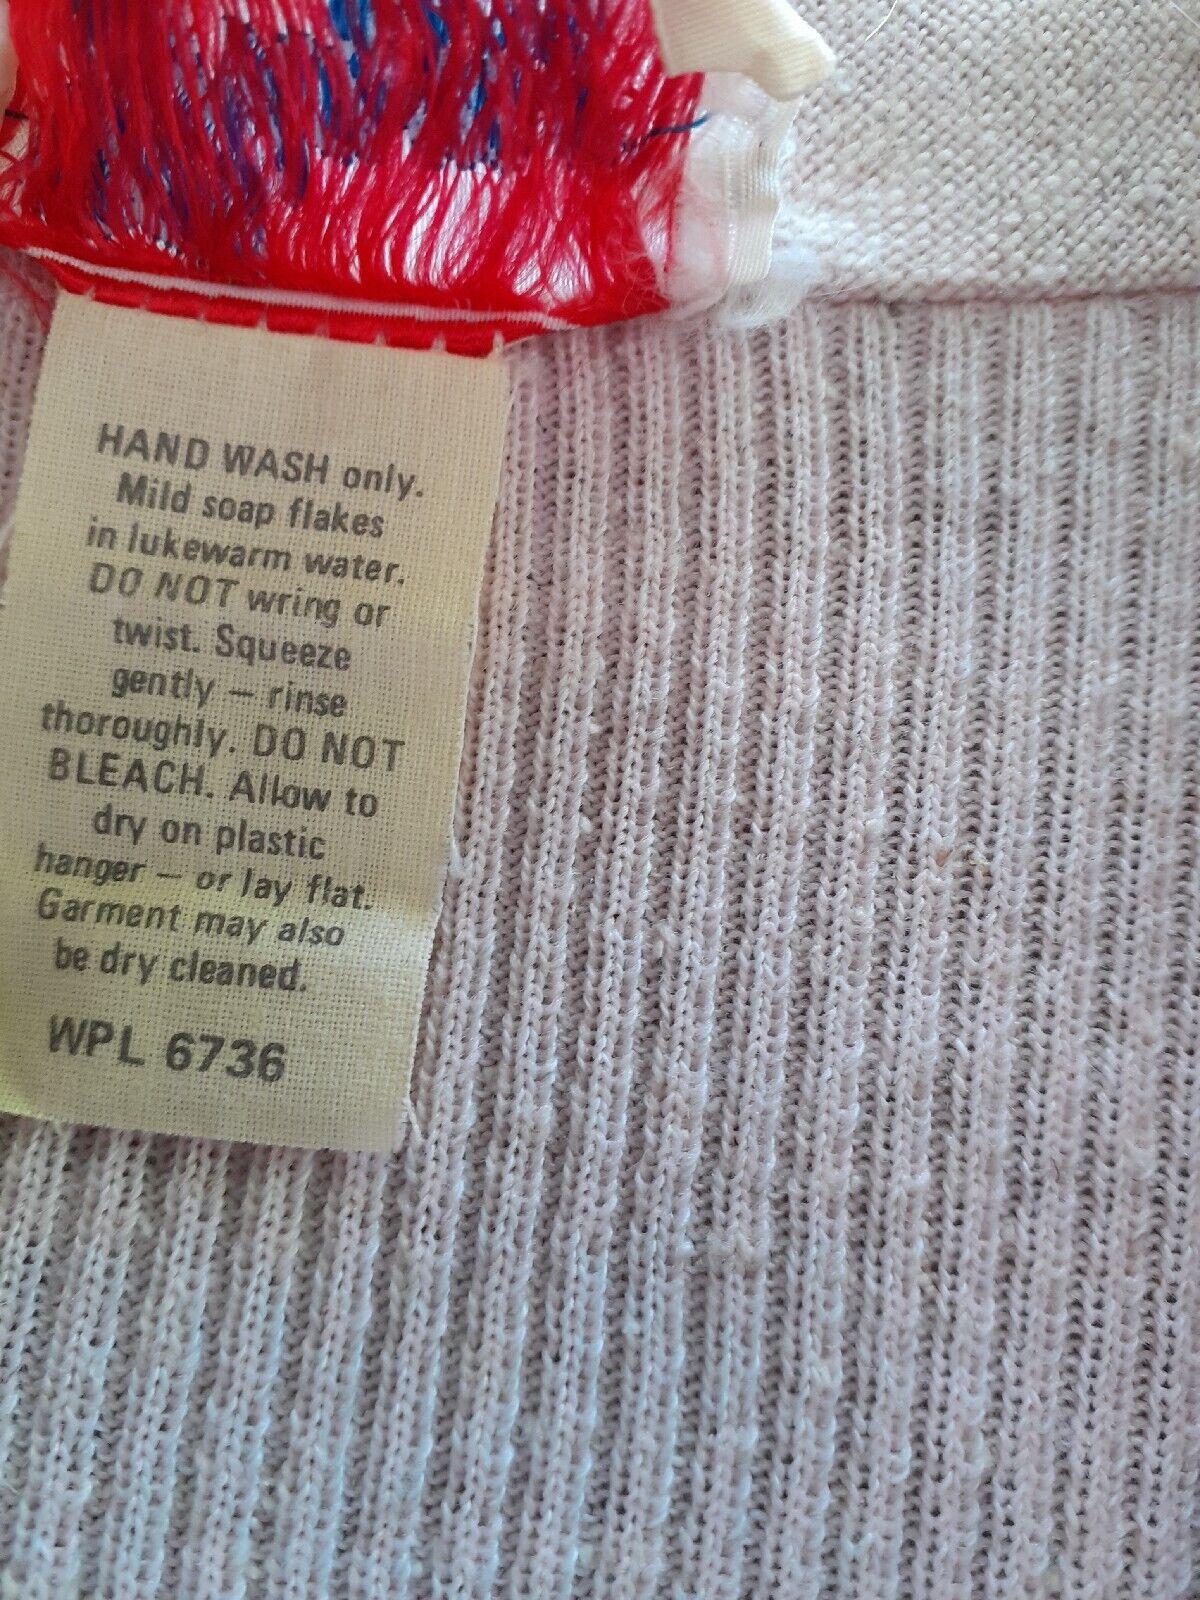 HAND WASH only.
Mild soap flakes
in lukewarm water.
DO NOT wring or
twist. Squeeze
gently — rinse
thoroughly. DO NOT
BLEACH. Allow to
dry on plastic
hanger — or lay flat.
Garment may also
be dry cleaned.
WPL 6736